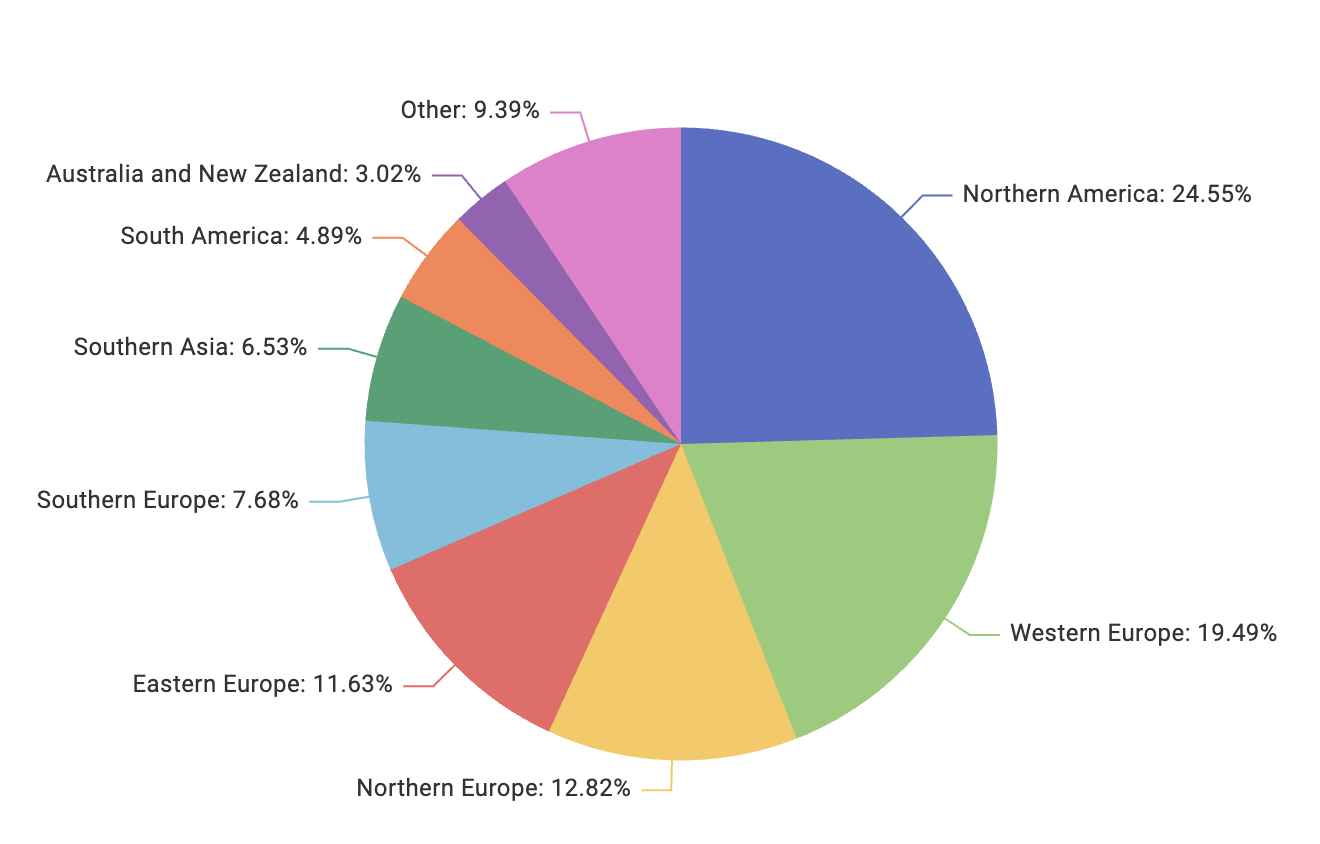 Other: 9.39%
Australia and New Zealand: 3.02%
Northern America: 24.55%
South America: 4.89%
Southern Asia: 6.53%
Southern Europe: 7.68%
Western Europe: 19.49%
Eastern Europe: 11.63%
Northern Europe: 12.82%